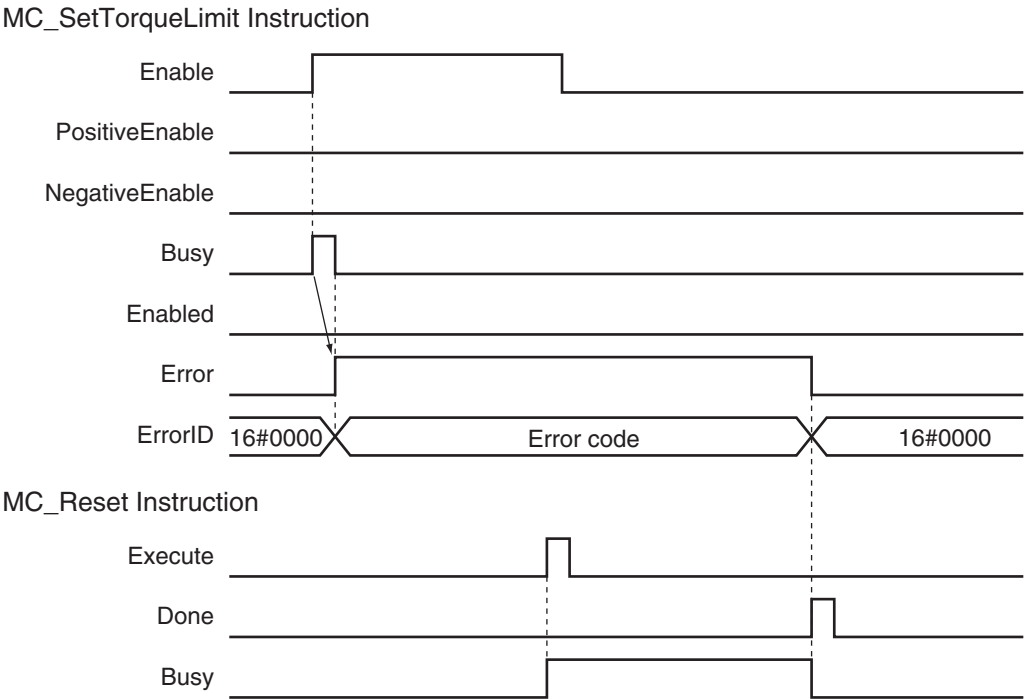 MC_SetTorqueLimit Instruction
Enable
PositiveEnable
NegativeEnable
Busy
Enabled
Error
ErrorID 16#0000 Error code 16#0000
MC_Reset Instruction
Execute
Done
Busy